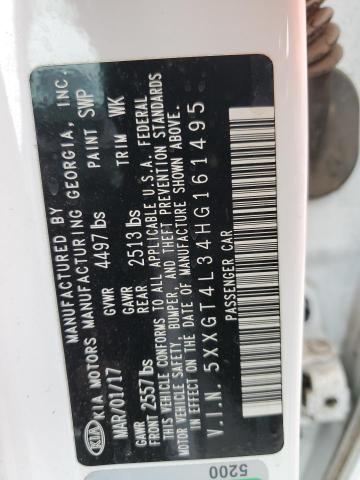 MANUFACTURED BY
KIA KIA MOTORS MANUFACTURING GEORGIA, INC.
MAR/01/17 GVWR 4497 lbs PAINT SWP
GAWR FRONT 2557 lbs GAWR REAR 2513 lbs TRIM WK
THIS VEHICLE CONFORMS TO ALL APPLICABLE U.S.A. FEDERAL
MOTOR VEHICLE SAFETY, BUMPER, AND THEFT PREVENTION STANDARDS
IN EFFECT ON THE DATE OF MANUFACTURE SHOWN ABOVE.
V.I.N. 5XXGT4L34HG161495
PASSENGER CAR
5200